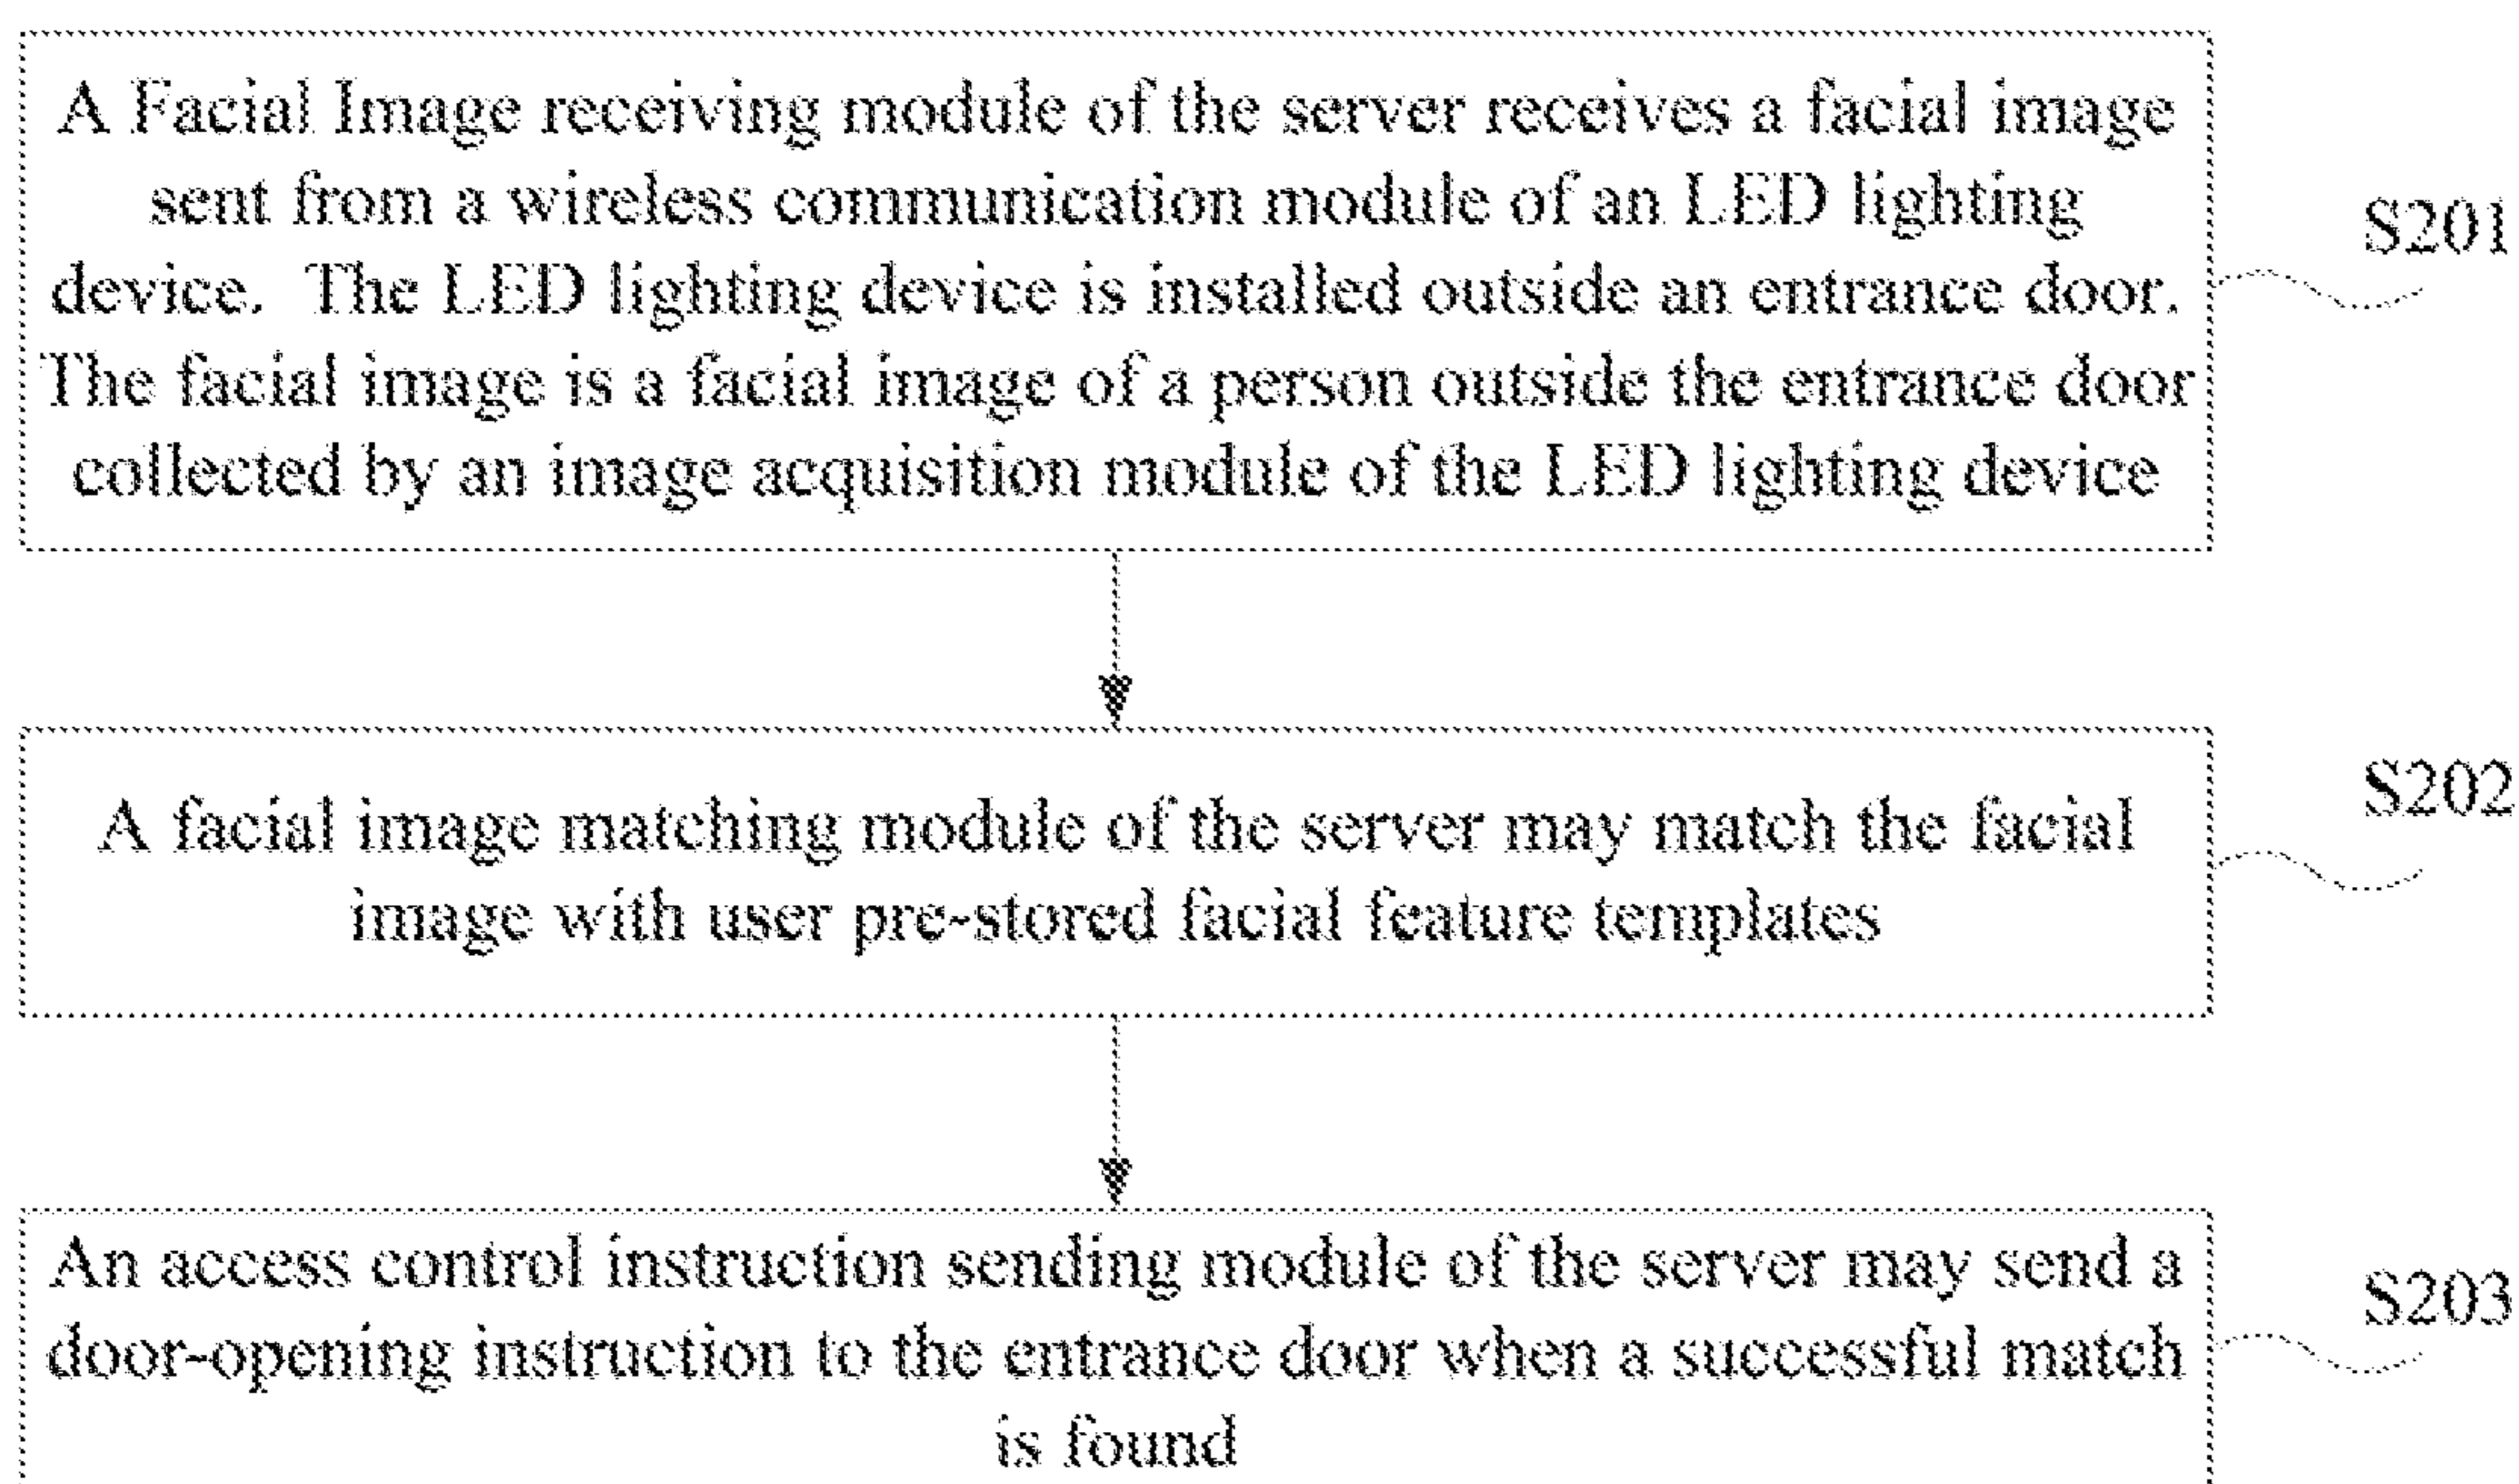 A Facial Image receiving module of the server receives a facial image
sent from a wireless communication module of an LED lighting
device. The LED lighting device is installed outside an entrance door.
The facial image is a facial image of a person outside the entrance door
collected by an image acquisition module of the LED lighting device
S201
A facial image matching module of the server may match the facial
image with user pre-stored facial feature templates
S202
An access control instruction sending module of the server may send a
door-opening instruction to the entrance door when a successful match
is found
S203